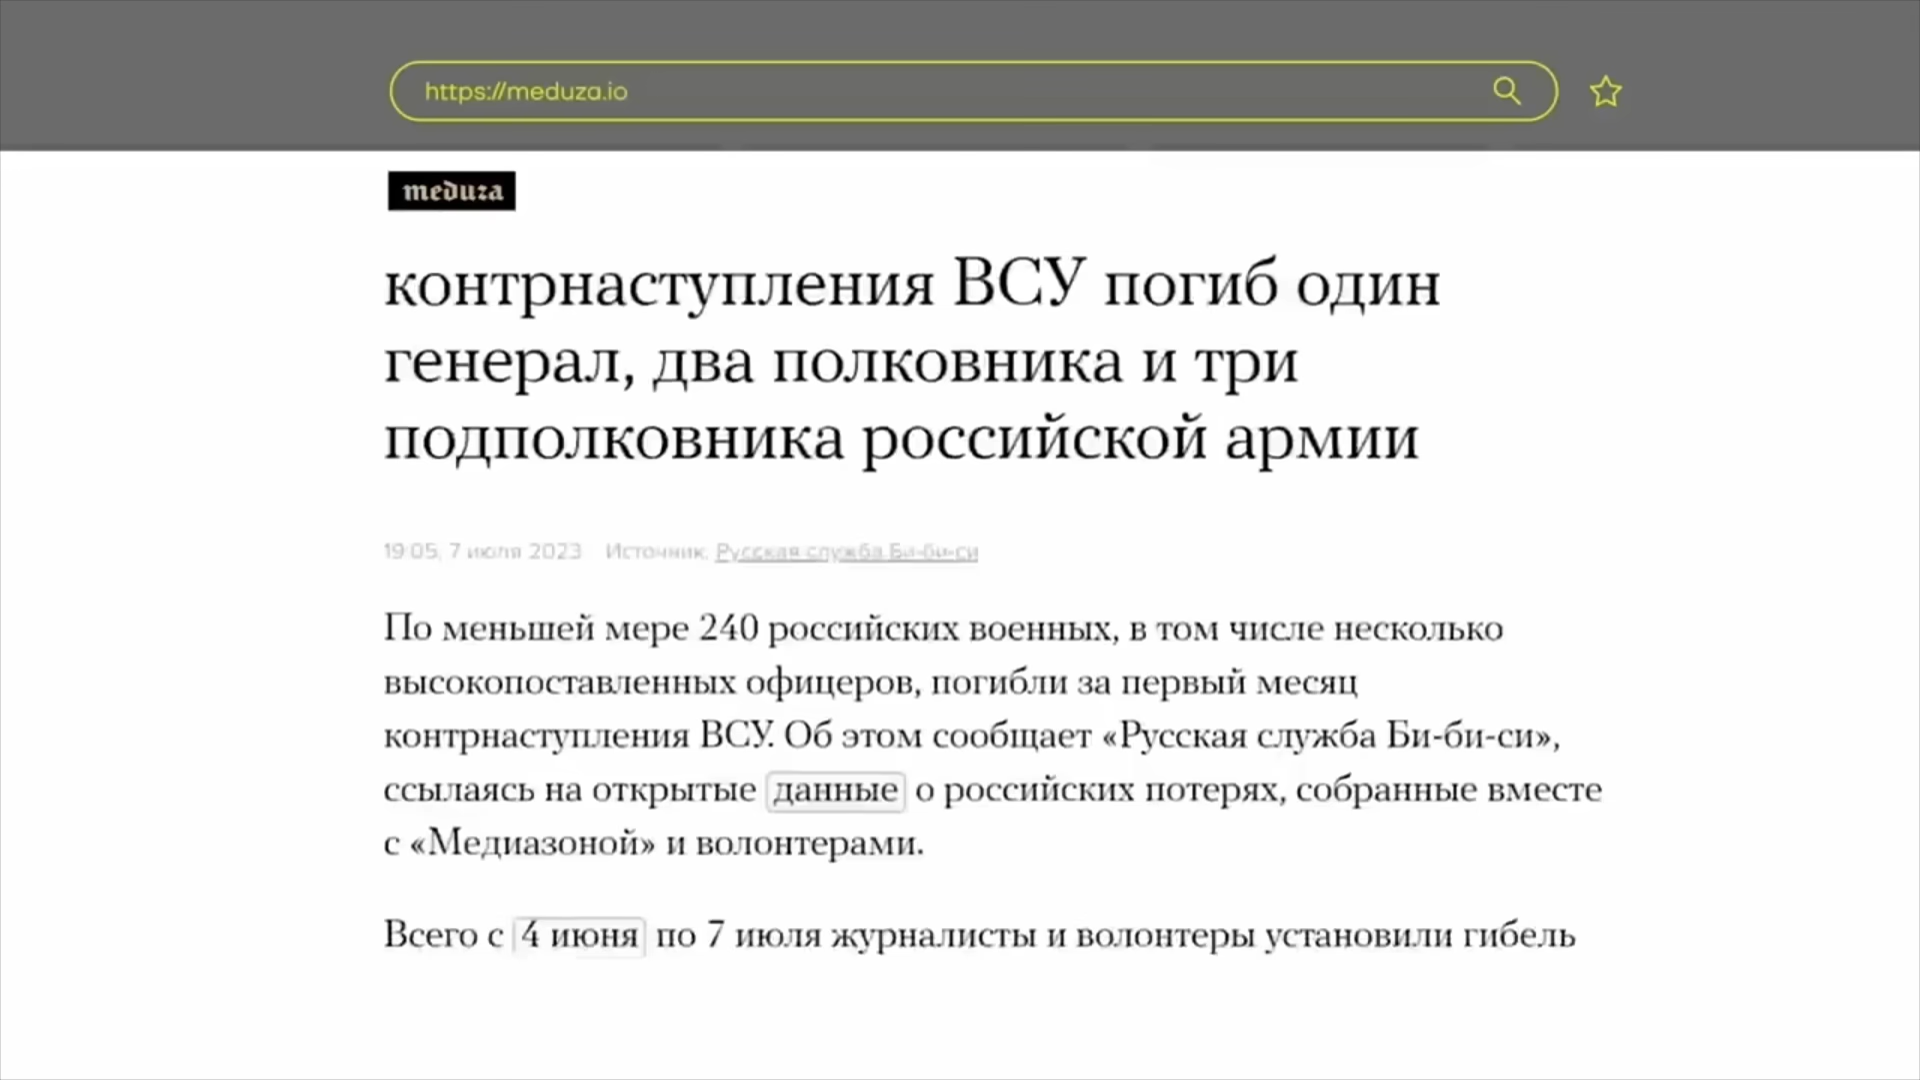 https://meduza.io
meduza
контрнаступления ВСУ погиб один
генерал, два полковника и три
подполковника российской армии
19:05, 7 июля 2023 Источник: Русская служба Би-би-си
По меньшей мере 240 российских военных, в том числе несколько
высокопоставленных офицеров, погибли за первый месяц
контрнаступления ВСУ. Об этом сообщает «Русская служба Би-би-си»,
ссылаясь на открытые данные о российских потерях, собранные вместе
с «Медиазоной» и волонтерами.
Всего с 4 июня по 7 июля журналисты и волонтеры установили гибель